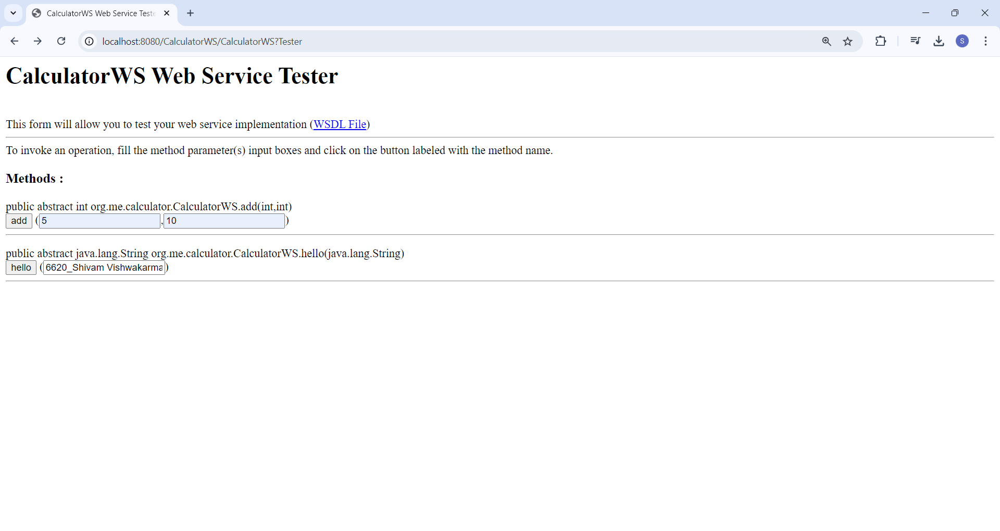 CalculatorWS Web Service Teste
localhost:8080/CalculatorWS/CalculatorWS?Tester
S
CalculatorWS Web Service Tester
This form will allow you to test your web service implementation (WSDL File)
To invoke an operation, fill the method parameter(s) input boxes and click on the button labeled with the method name.
Methods :
public abstract int org.me.calculator.CalculatorWS.add(int,int)
add (5,10)
public abstract java.lang.String org.me.calculator.CalculatorWS.hello(java.lang.String)
hello (6620_Shivam Vishwakarma)